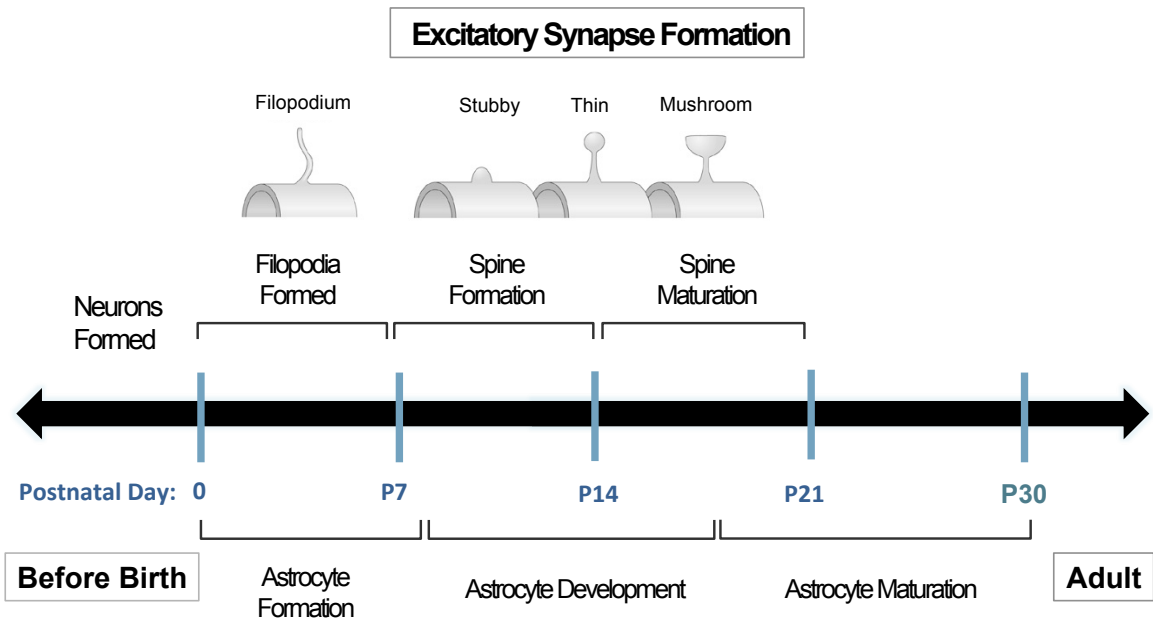 Excitatory Synapse Formation
Filopodium
Stubby
Thin
Mushroom
Filopodia
Formed
Spine
Formation
Spine
Maturation
Neurons
Formed
Postnatal Day: 0 P7 P14 P21 P30
Before Birth
Astrocyte
Formation
Astrocyte Development
Astrocyte Maturation
Adult